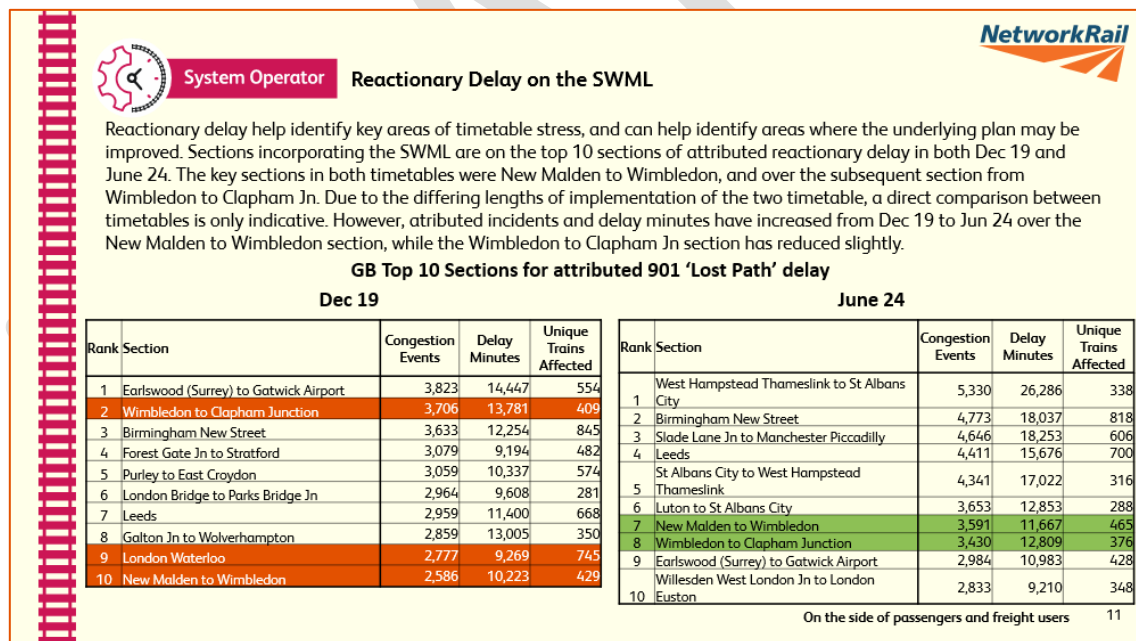 NetworkRail
System Operator
Reactionary Delay on the SWML
Reactionary delay help identify key areas of timetable stress, and can help identify areas where the underlying plan may be
improved. Sections incorporating the SWML are on the top 10 sections of attributed reactionary delay in both Dec 19 and
June 24. The key sections in both timetables were New Malden to Wimbledon, and over the subsequent section from
Wimbledon to Clapham Jn. Due to the differing lengths of implementation of the two timetable, a direct comparison between
timetables is only indicative. However, atributed incidents and delay minutes have increased from Dec 19 to Jun 24 over the
New Malden to Wimbledon section, while the Wimbledon to Clapham Jn section has reduced slightly.
GB Top 10 Sections for attributed 901 ‘Lost Path’ delay
Dec 19
Rank Section Congestion Events Delay Minutes Unique Trains Affected
1 Earlswood (Surrey) to Gatwick Airport 3,823 14,447 554
2 Wimbledon to Clapham Junction 3,706 13,781 409
3 Birmingham New Street 3,633 12,254 845
4 Forest Gate Jn to Stratford 3,079 9,194 482
5 Purley to East Croydon 3,059 10,337 574
6 London Bridge to Parks Bridge Jn 2,964 9,608 281
7 Leeds 2,959 11,400 668
8 Galton Jn to Wolverhampton 2,859 13,005 350
9 London Waterloo 2,777 9,269 745
10 New Malden to Wimbledon 2,586 10,223 429
June 24
Rank Section Congestion Events Delay Minutes Unique Trains Affected
1 West Hampstead Thameslink to St Albans City 5,330 26,286 338
2 Birmingham New Street 4,773 18,037 818
3 Slade Lane Jn to Manchester Piccadilly 4,646 18,253 606
4 Leeds 4,411 15,676 700
5 St Albans City to West Hampstead Thameslink 4,341 17,022 316
6 Luton to St Albans City 3,653 12,853 288
7 New Malden to Wimbledon 3,591 11,667 465
8 Wimbledon to Clapham Junction 3,430 12,809 376
9 Earlswood (Surrey) to Gatwick Airport 2,984 10,983 428
10 Willesden West London Jn to London Euston 2,833 9,210 348
On the side of passengers and freight users 11